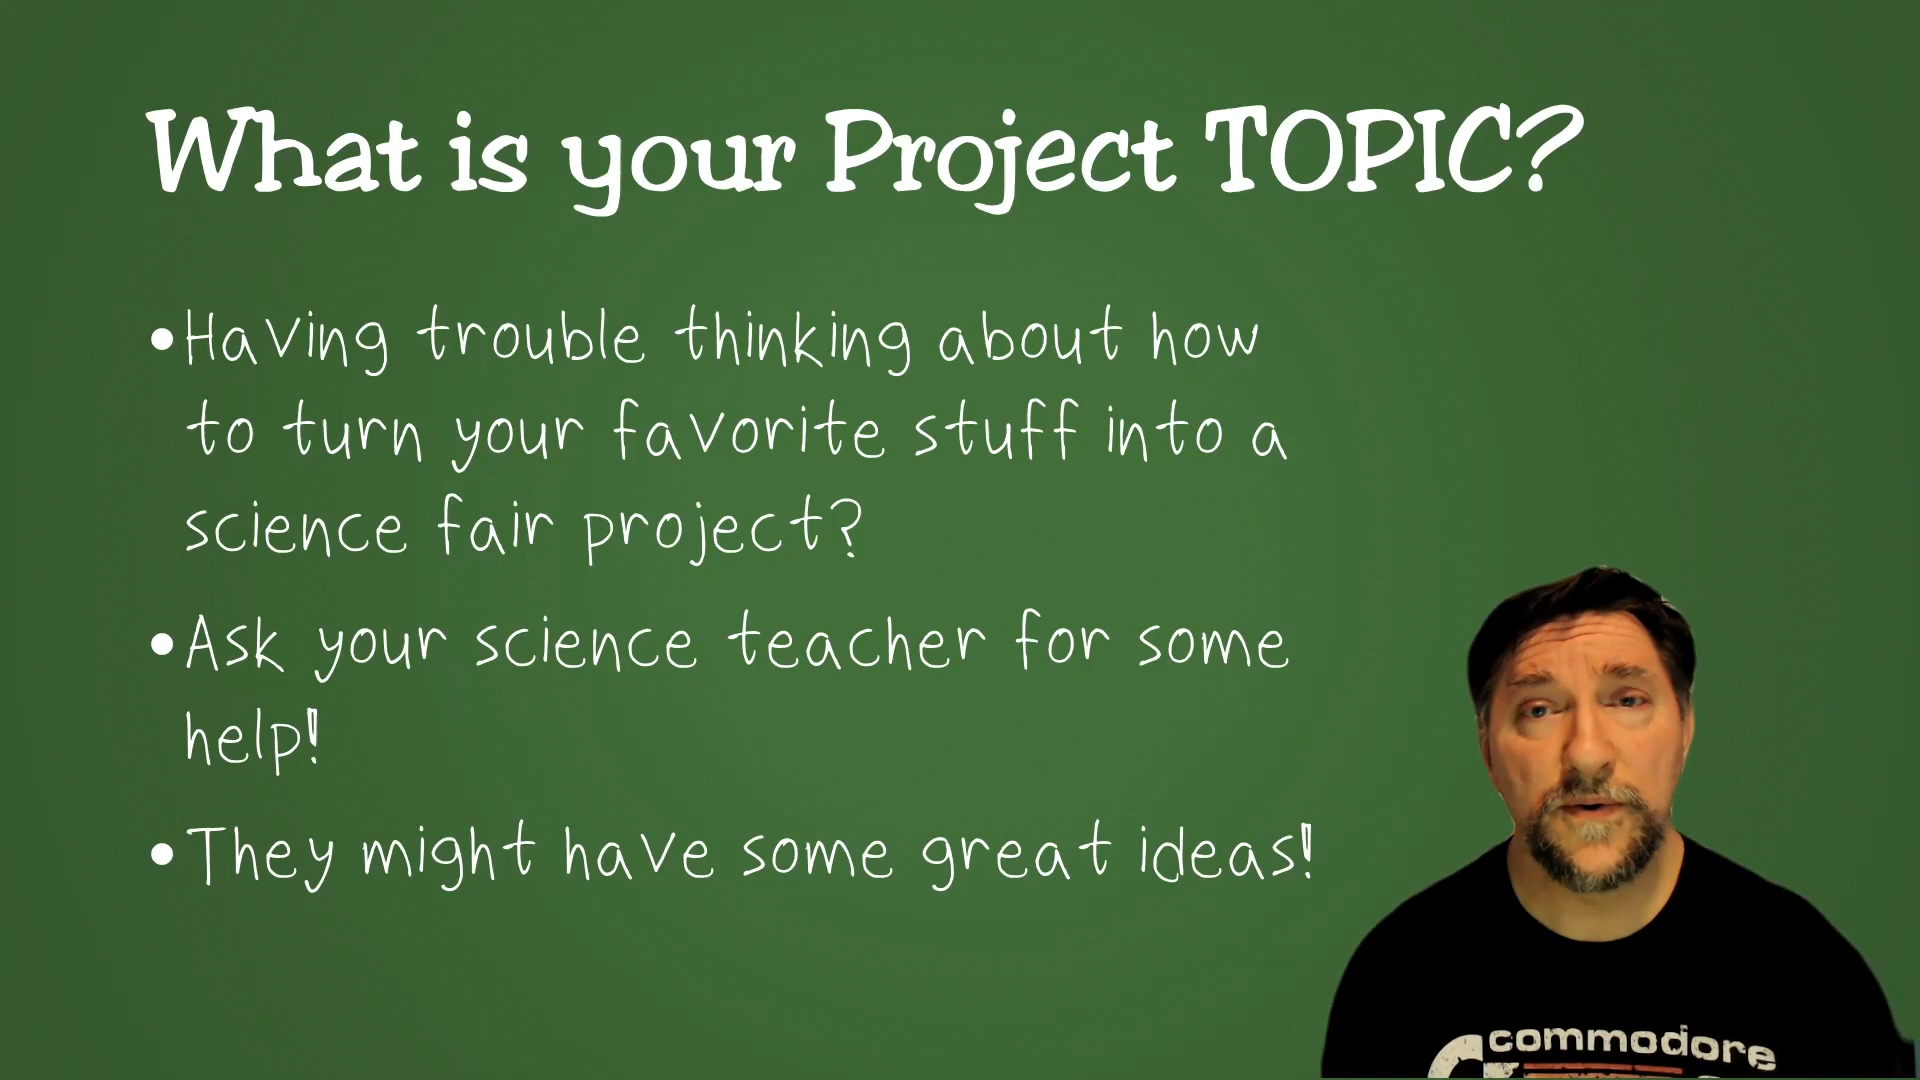 What is your Project TOPIC?
•Having trouble thinking about how
to turn your favorite stuff into a
science fair project?
•Ask your science teacher for some
help!
•They might have some great ideas!
commodore